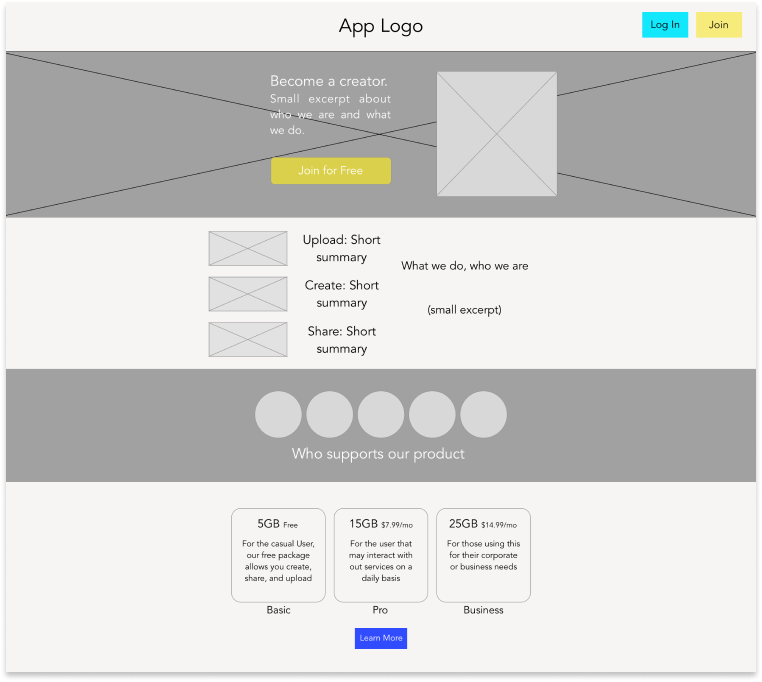 App Logo
Log In
Join
Become a creator.
Small excerpt about
who we are and what
we do.
Join for Free
Upload: Short
summary
Create: Short
summary
Share: Short
summary
What we do, who we are
(small excerpt)
Who supports our product
5GB Free
For the casual User,
our free package
allows you create,
share, and upload
Basic
15GB $7.99/mo
For the user that
may interact with
out services on a
daily basis
Pro
25GB $14.99/mo
For those using this
for their corporate
or business needs
Business
Learn More